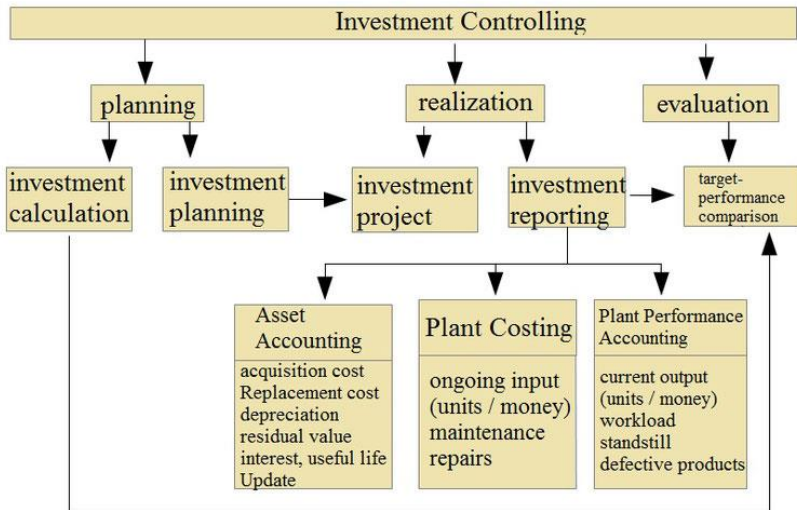 Investment Controlling
planning
realization
evaluation
investment
calculation
investment
planning
investment
project
investment
reporting
target-
performance
comparison
Asset
Accounting
acquisition cost
Replacement cost
depreciation
residual value
interest, useful life
Update
Plant Costing
ongoing input
(units / money)
maintenance
repairs
Plant Performance
Accounting
current output
(units / money)
workload
standstill
defective products